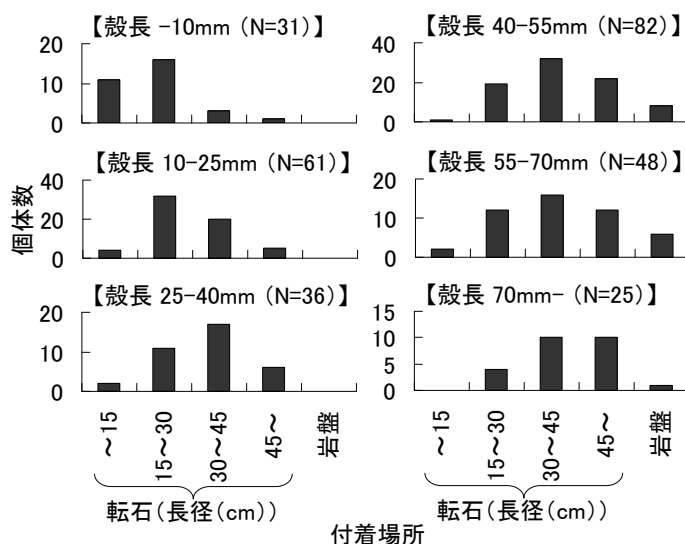 【殻長 -10mm (N=31)】
20
10
0
【殻長 40-55mm (N=82)】
40
20
0
【殻長 10-25mm (N=61)】
40
20
0
【殻長 55-70mm (N=48)】
20
10
0
【殻長 25-40mm (N=36)】
20
10
0
【殻長 70mm- (N=25)】
15
10
5
0
個体数
～15
15～30
30～45
45～
岩盤
～15
15～30
30～45
45～
岩盤
転石(長径(cm))
転石(長径(cm))
付着場所